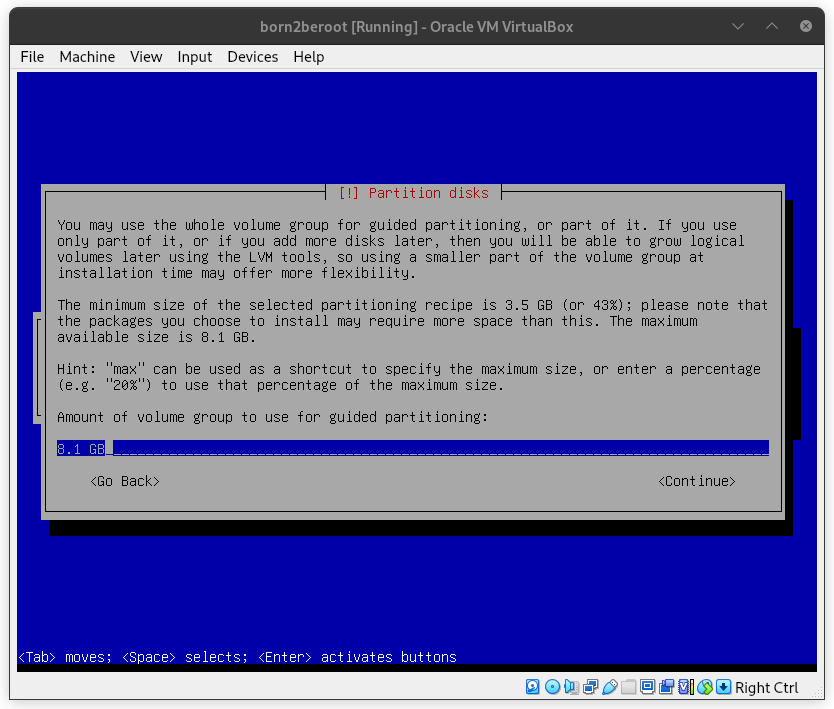 born2beroot [Running] - Oracle VM VirtualBox
File Machine View Input Devices Help
[!] Partition disks
You may use the whole volume group for guided partitioning, or part of it. If you use
only part of it, or if you add more disks later, then you will be able to grow logical
volumes later using the LVM tools, so using a smaller part of the volume group at
installation time may offer more flexibility.
The minimum size of the selected partitioning recipe is 3.5 GB (or 43%); please note that
the packages you choose to install may require more space than this. The maximum
available size is 8.1 GB.
Hint: "max" can be used as a shortcut to specify the maximum size, or enter a percentage
(e.g. "20%") to use that percentage of the maximum size.
Amount of volume group to use for guided partitioning:
8.1 GB
<Go Back> <Continue>
<Tab> moves; <Space> selects; <Enter> activates buttons
Right Ctrl